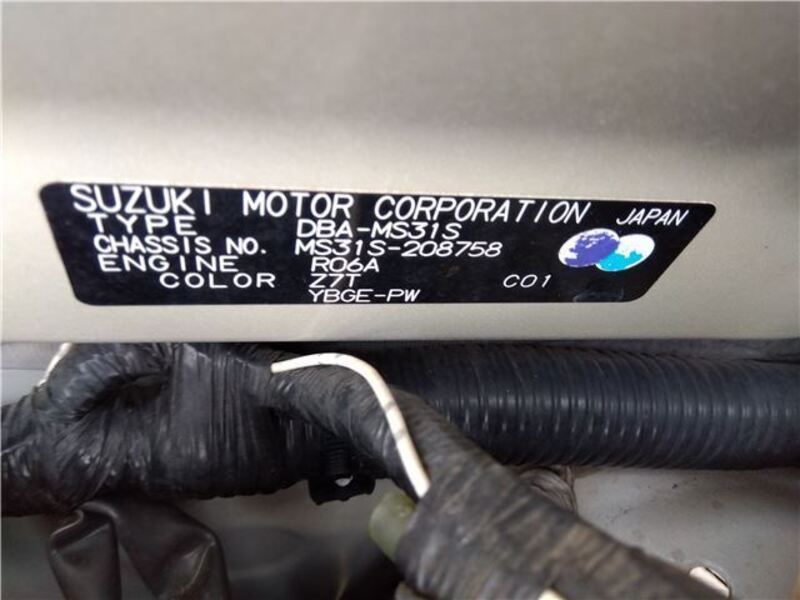 SUZUKI MOTOR CORPORATION JAPAN
TYPE DBA-MS31S
CHASSIS NO. MS31S-208758
ENGINE R06A
COLOR Z7T C01
YBGE-PW